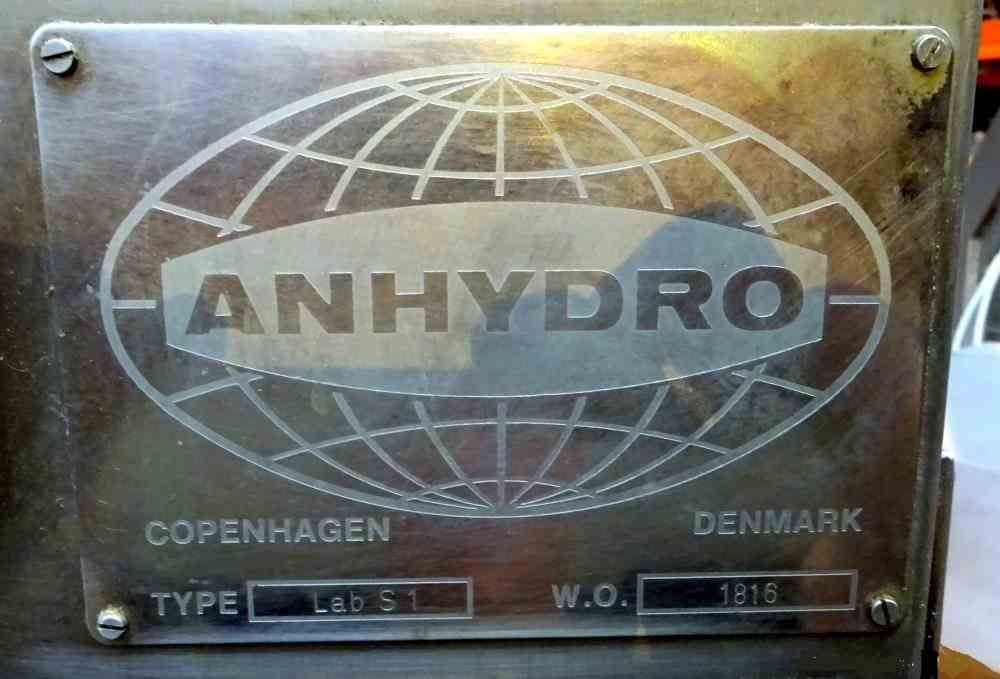 ANHYDRO
COPENHAGEN DENMARK
TYPE Lab S 1 W.O. 1816